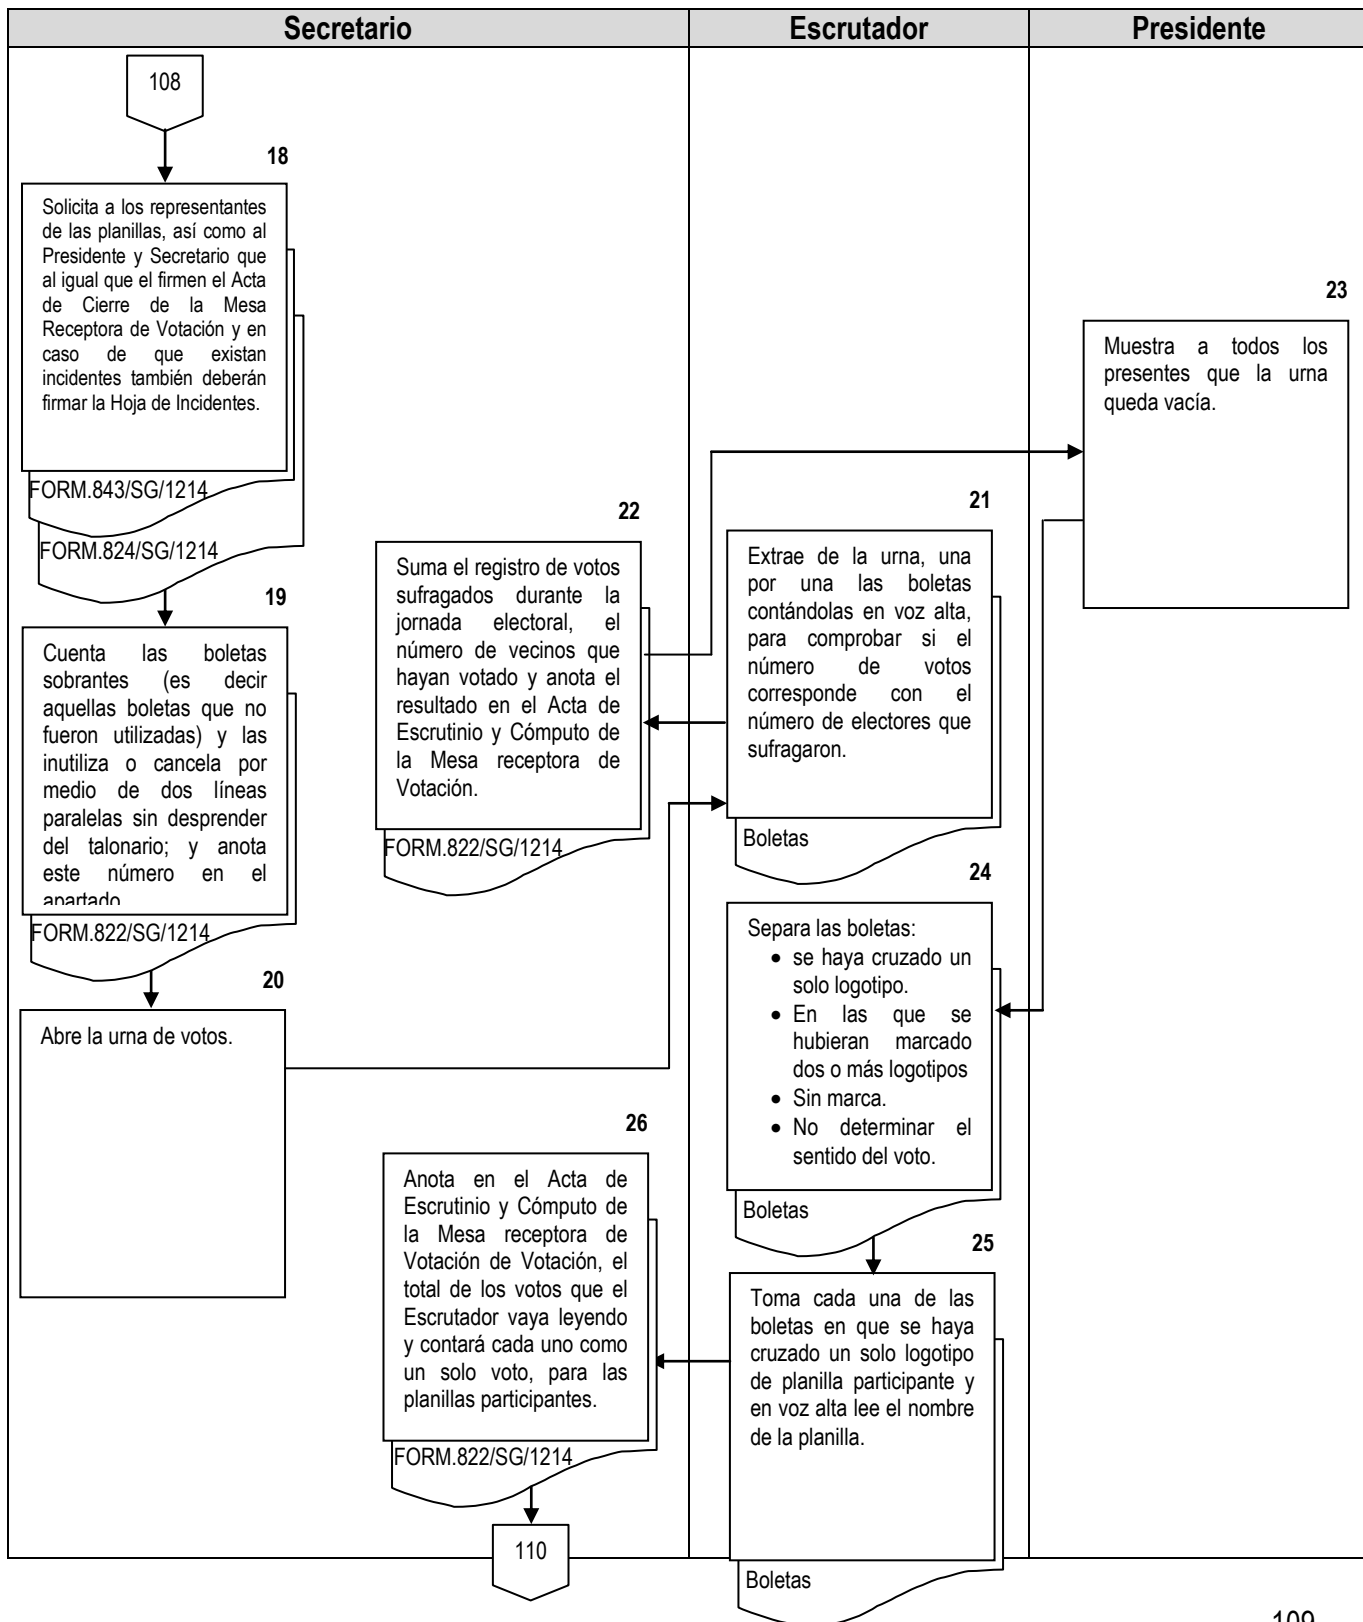 Secretario
Escrutador
Presidente
108
18
Solicita a los representantes
de las planillas, así como al
Presidente y Secretario que
al igual que el firmen el Acta
de Cierre de la Mesa
Receptora de Votación y en
caso de que existan
incidentes también deberán
firmar la Hoja de Incidentes.
FORM.843/SG/1214
FORM.824/SG/1214
19
Cuenta las boletas
sobrantes (es decir
aquellas boletas que no
fueron utilizadas) y las
inutiliza o cancela por
medio de dos líneas
paralelas sin desprender
del talonario; y anota
este número en el
apartado
FORM.822/SG/1214
20
Abre la urna de votos.
21
Extrae de la urna, una
por una las boletas
contándolas en voz alta,
para comprobar si el
número de votos
corresponde con el
número de electores que
sufragaron.
Boletas
22
Suma el registro de votos
sufragados durante la
jornada electoral, el
número de vecinos que
hayan votado y anota el
resultado en el Acta de
Escrutinio y Cómputo de
la Mesa receptora de
Votación.
FORM.822/SG/1214
23
Muestra a todos los
presentes que la urna
queda vacía.
24
Separa las boletas:
• se haya cruzado un
solo logotipo.
• En las que se
hubieran marcado
dos o más logotipos
• Sin marca.
• No determinar el
sentido del voto.
Boletas
25
Toma cada una de las
boletas en que se haya
cruzado un solo logotipo
de planilla participante y
en voz alta lee el nombre
de la planilla.
Boletas
26
Anota en el Acta de
Escrutinio y Cómputo de
la Mesa receptora de
Votación de Votación, el
total de los votos que el
Escrutador vaya leyendo
y contará cada uno como
un solo voto, para las
planillas participantes.
FORM.822/SG/1214
110
109